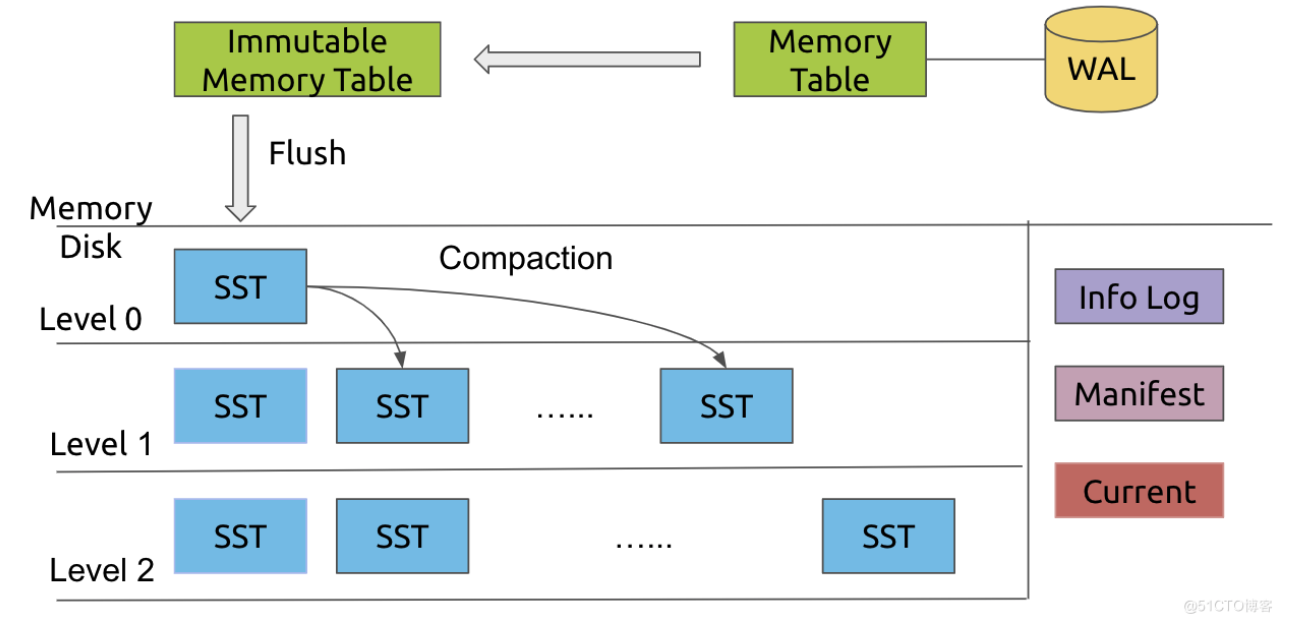 Immutable
Memory Table
Memory
Table
WAL
Flush
Memory
Disk
SST
Compaction
Level 0
Info Log
SST
SST
…...
SST
Manifest
Level 1
Current
SST
SST
…...
SST
Level 2
@51CTO博客